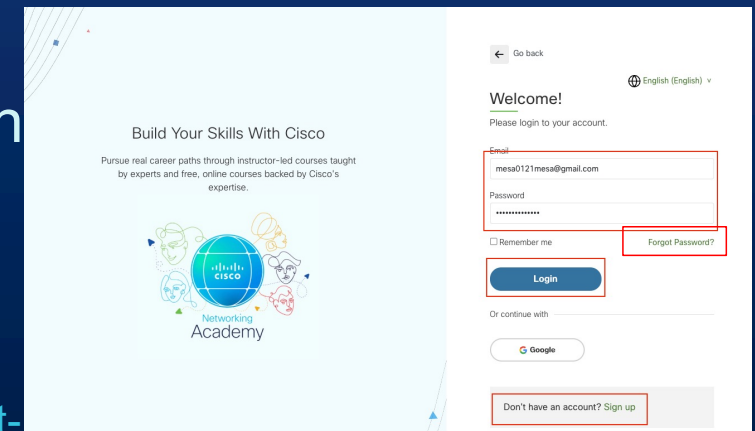 Build Your Skills With Cisco
Pursue real career paths through instructor-led courses taught
by experts and free, online courses backed by Cisco's
expertise.
CISCO
Networking
Academy
Go back
English (English)
Welcome!
Please login to your account.
Email
mesa0121mesa@gmail.com
Password
••••••••••••••
Remember me
Forgot Password?
Login
Or continue with
Google
Don't have an account? Sign up